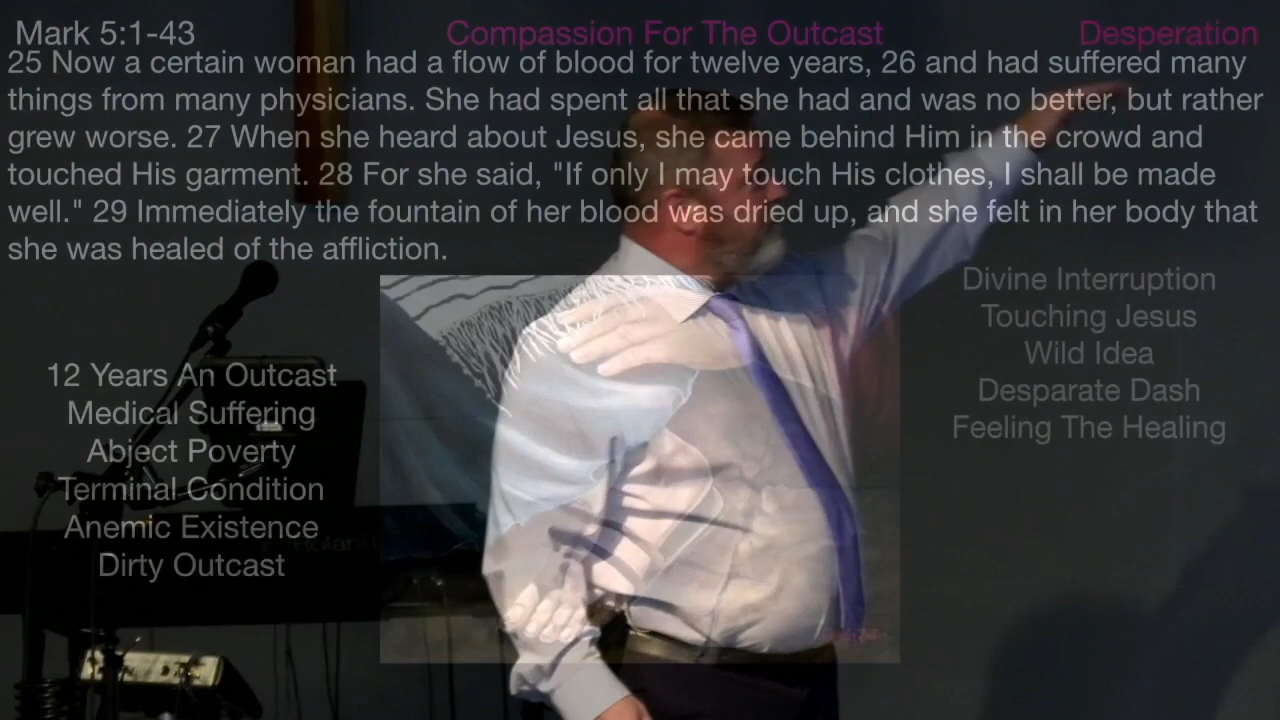 Mark 5:1-43
Compassion For The Outcast
Desperation
25 Now a certain woman had a flow of blood for twelve years, 26 and had suffered many
things from many physicians. She had spent all that she had and was no better, but rather
grew worse. 27 When she heard about Jesus, she came behind Him in the crowd and
touched His garment. 28 For she said, "If only I may touch His clothes, I shall be made
well." 29 Immediately the fountain of her blood was dried up, and she felt in her body that
she was healed of the affliction.
12 Years An Outcast
Medical Suffering
Abject Poverty
Terminal Condition
Anemic Existence
Dirty Outcast
Divine Interruption
Touching Jesus
Wild Idea
Desparate Dash
Feeling The Healing
Roland